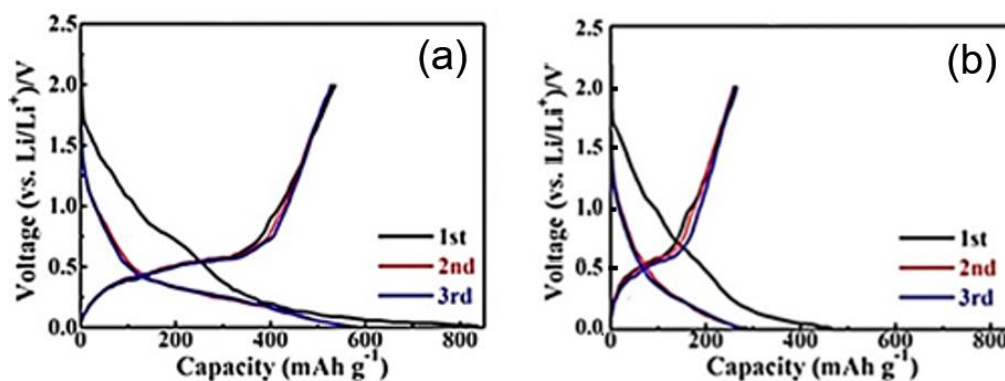 (a)
2.5
2.0
1.5
1.0
0.5
0.0
Voltage (vs. Li/Li⁺)/V
1st
2nd
3rd
0 200 400 600 800
Capacity (mAh g⁻¹)
(b)
2.5
2.0
1.5
1.0
0.5
0.0
Voltage (vs. Li/Li⁺)/V
1st
2nd
3rd
0 200 400 600 800
Capacity (mAh g⁻¹)